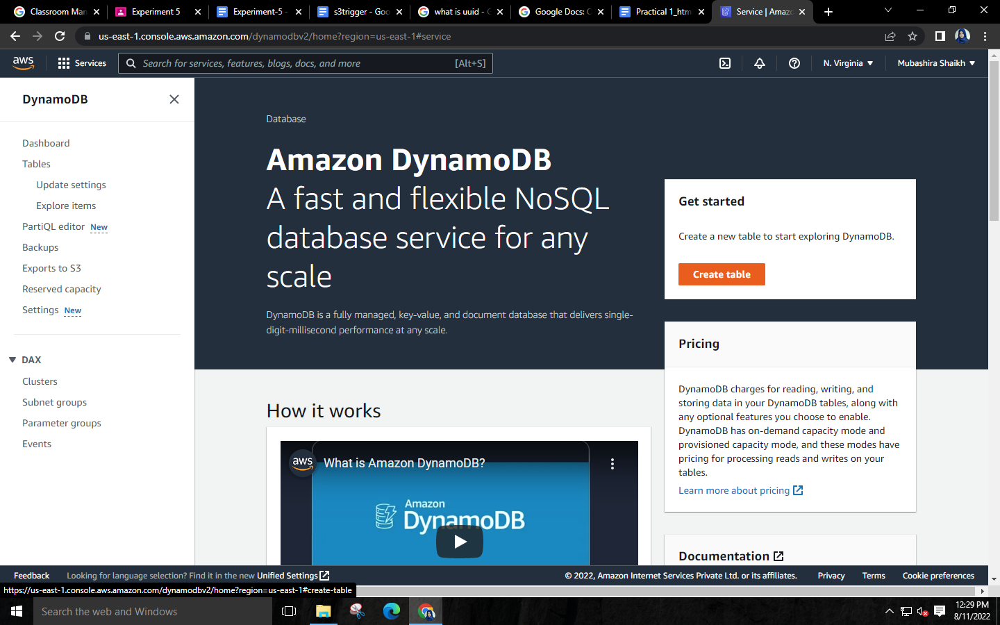 Classroom Man
Experiment 5
Experiment-5 -
s3trigger - Goo
what is uuid - G
Google Docs: C
Practical 1_htm
Service | Amaz
us-east-1.console.aws.amazon.com/dynamodbv2/home?region=us-east-1#service
aws
Services
Search for services, features, blogs, docs, and more
[Alt+S]
N. Virginia
Mubashira Shaikh
DynamoDB
Dashboard
Tables
Update settings
Explore items
PartiQL editor New
Backups
Exports to S3
Reserved capacity
Settings New
DAX
Clusters
Subnet groups
Parameter groups
Events
Database
Amazon DynamoDB
A fast and flexible NoSQL
database service for any
scale
DynamoDB is a fully managed, key-value, and document database that delivers single-
digit-millisecond performance at any scale.
Get started
Create a new table to start exploring DynamoDB.
Create table
Pricing
DynamoDB charges for reading, writing, and
storing data in your DynamoDB tables, along with
any optional features you choose to enable.
DynamoDB has on-demand capacity mode and
provisioned capacity mode, and these modes have
pricing for processing reads and writes on your
tables.
Learn more about pricing
How it works
aws
What is Amazon DynamoDB?
Amazon
DynamoDB
Documentation
Feedback
Looking for language selection? Find it in the new Unified Settings
© 2022, Amazon Internet Services Private Ltd. or its affiliates.
Privacy
Terms
Cookie preferences
https://us-east-1.console.aws.amazon.com/dynamodbv2/home?region=us-east-1#create-table
Search the web and Windows
12:29 PM
8/11/2022